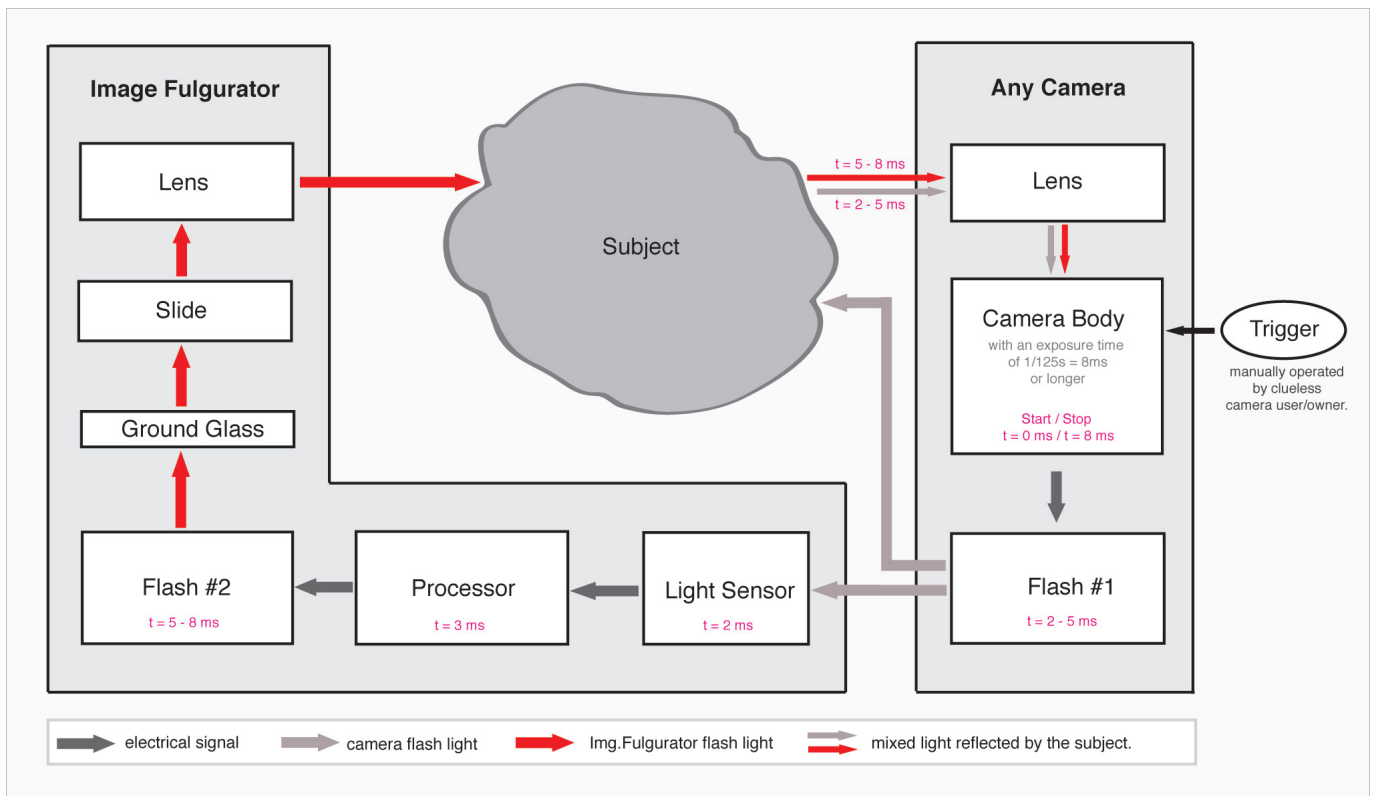 Image Fulgurator
Lens
Slide
Ground Glass
Flash #2
t = 5 - 8 ms
Processor
t = 3 ms
Light Sensor
t = 2 ms
Subject
t = 5 - 8 ms
t = 2 - 5 ms
Any Camera
Lens
Camera Body
with an exposure time
of 1/125s = 8ms
or longer
Start / Stop
t = 0 ms / t = 8 ms
Trigger
manually operated
by clueless
camera user/owner.
Flash #1
t = 2 - 5 ms
electrical signal
camera flash light
Img.Fulgurator flash light
mixed light reflected by the subject.